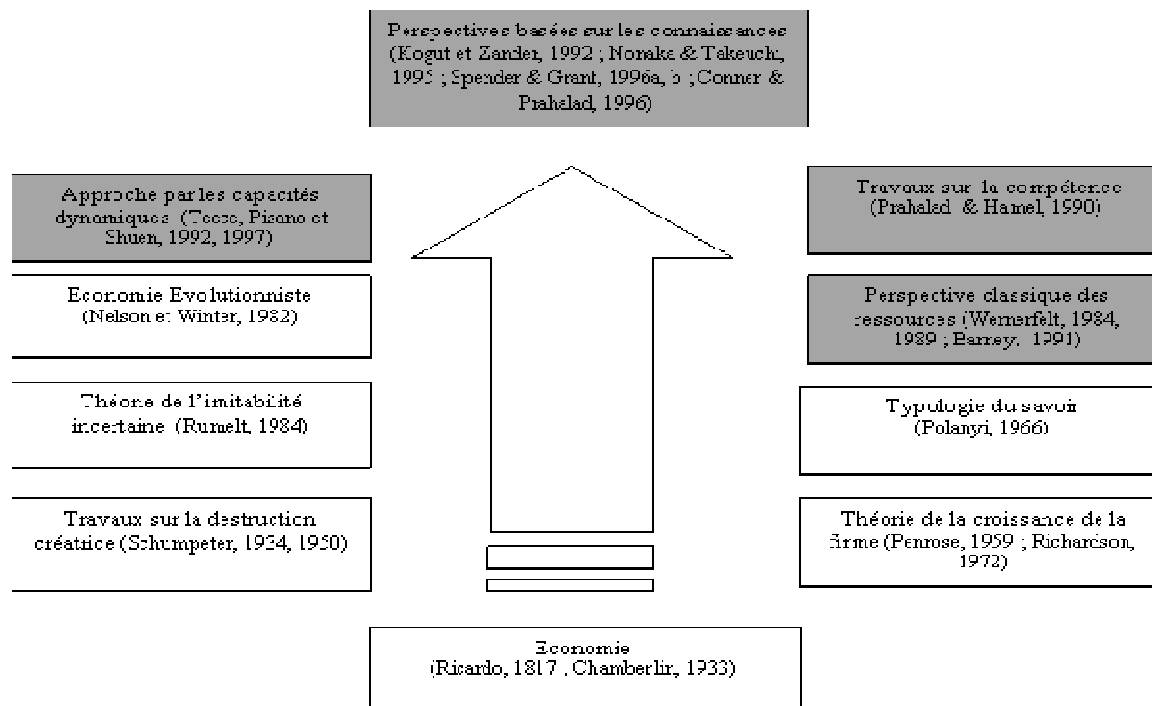 Perspectives basées sur les connaissances
(Kogut et Zander, 1992 ; Nonaka & Takeuchi,
1995 ; Spender & Grant, 1996a, b ; Conner &
Prahalad, 1996)
Approche par les capacités
dynamiques (Teece, Pisano et
Shuen, 1992, 1997)
Travaux sur la compétence
(Prahalad & Hamel, 1990)
Economie Evolutionniste
(Nelson et Winter, 1982)
Perspective classique des
ressources (Wernerfelt, 1984,
1989 ; Barney, 1991)
Théorie de l'imitabilité
incertaine (Rumelt, 1984)
Typologie du savoir
(Polanyi, 1966)
Travaux sur la destruction
créatrice (Schumpeter, 1934, 1950)
Théorie de la croissance de la
firme (Penrose, 1959 ; Richardson,
1972)
Economie
(Ricardo, 1817 ; Chamberlin, 1933)